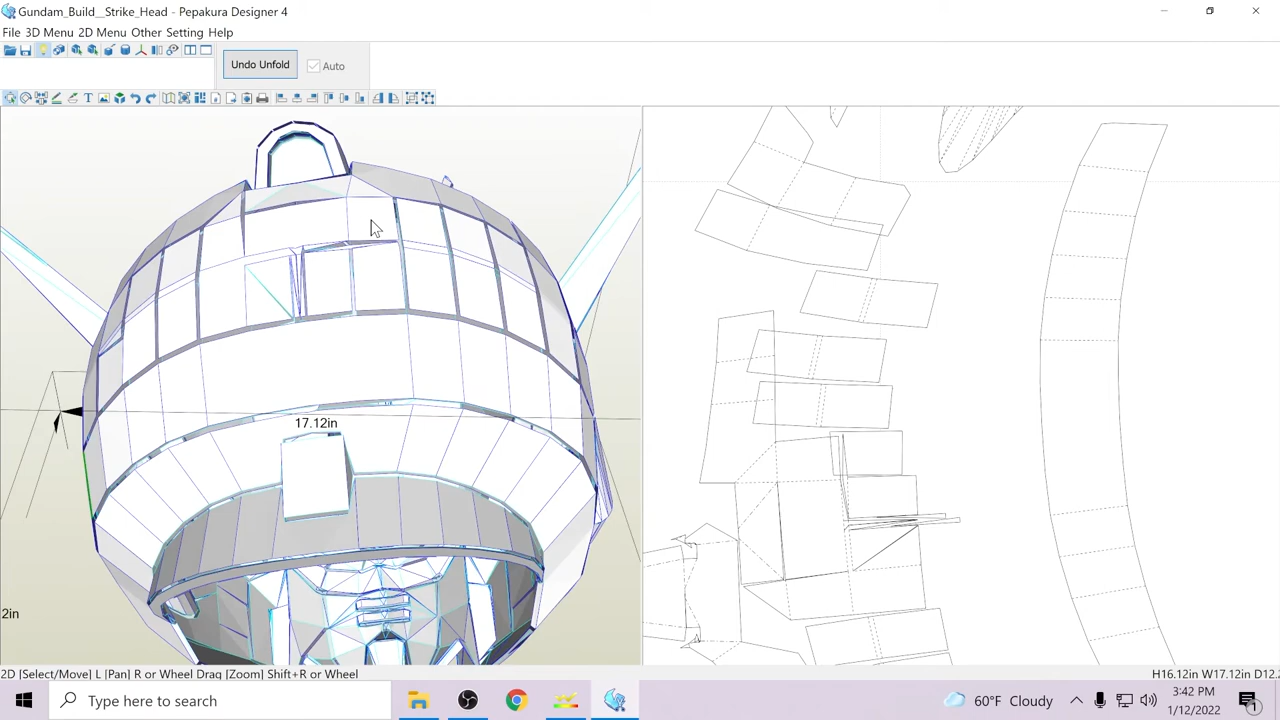 Gundam_Build__Strike_Head - Pepakura Designer 4
File 3D Menu 2D Menu Other Setting Help
Undo Unfold
Auto
17.12in
2in
2D [Select/Move] L [Pan] R or Wheel Drag [Zoom] Shift+R or Wheel
H16.12in W17.12in D12.2
Type here to search
60°F Cloudy
3:42 PM
1/12/2022
1